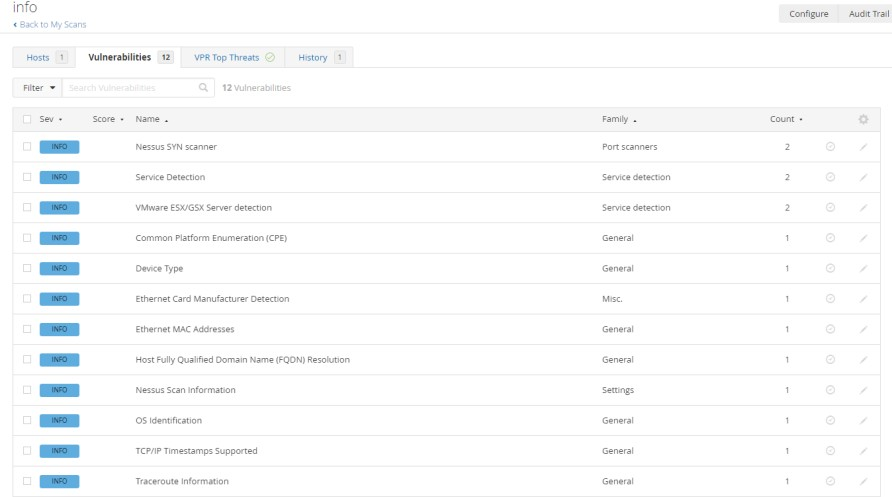 info
Back to My Scans
Configure Audit Trail
Hosts 1 Vulnerabilities 12 VPR Top Threats History 1
Filter Search Vulnerabilities 12 Vulnerabilities
Sev Score Name Family Count
INFO Nessus SYN scanner Port scanners 2
INFO Service Detection Service detection 2
INFO VMware ESX/GSX Server detection Service detection 2
INFO Common Platform Enumeration (CPE) General 1
INFO Device Type General 1
INFO Ethernet Card Manufacturer Detection Misc. 1
INFO Ethernet MAC Addresses General 1
INFO Host Fully Qualified Domain Name (FQDN) Resolution General 1
INFO Nessus Scan Information Settings 1
INFO OS Identification General 1
INFO TCP/IP Timestamps Supported General 1
INFO Traceroute Information General 1